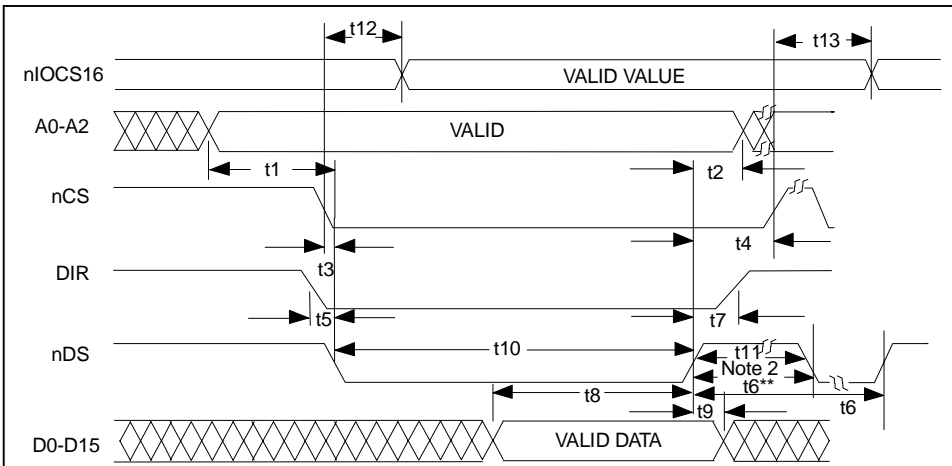 t12
t13
nIOCS16
VALID VALUE
A0-A2
VALID
t1
t2
nCS
t4
t3
DIR
t5
t7
nDS
t10
t11
Note 2
t6**
t8
t9
t6
D0-D15
VALID DATA